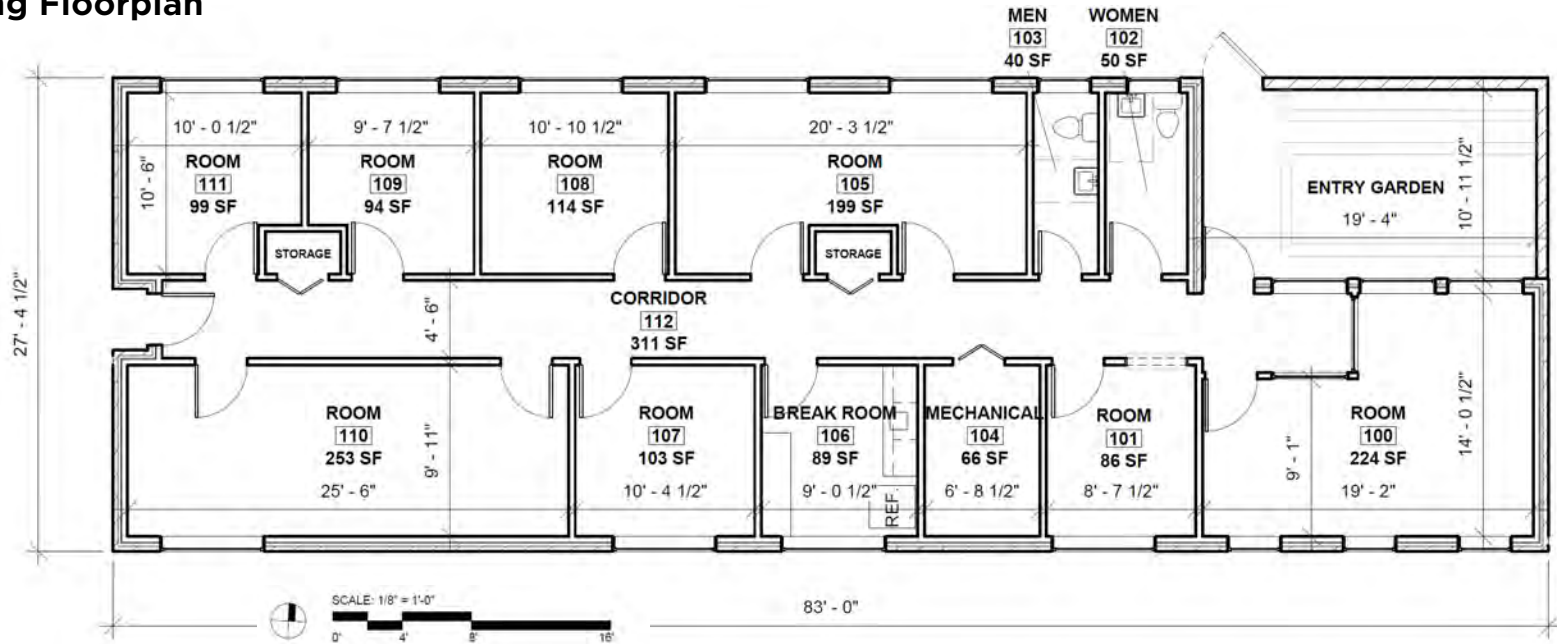 g Floorplan
MEN
103
40 SF
WOMEN
102
50 SF
10' - 0 1/2"
ROOM
111
99 SF
10' - 6"
9' - 7 1/2"
ROOM
109
94 SF
10' - 10 1/2"
ROOM
108
114 SF
20' - 3 1/2"
ROOM
105
199 SF
ENTRY GARDEN
19' - 4"
10' - 11 1/2"
STORAGE
STORAGE
27' - 4 1/2"
4' - 6"
CORRIDOR
112
311 SF
ROOM
110
253 SF
25' - 6"
9' - 11"
ROOM
107
103 SF
10' - 4 1/2"
BREAK ROOM
106
89 SF
9' - 0 1/2"
REF.
MECHANICAL
104
66 SF
6' - 8 1/2"
ROOM
101
86 SF
8' - 7 1/2"
9' - 1"
ROOM
100
224 SF
19' - 2"
14' - 0 1/2"
SCALE: 1/8" = 1'-0"
0' 4' 8' 16'
83' - 0"